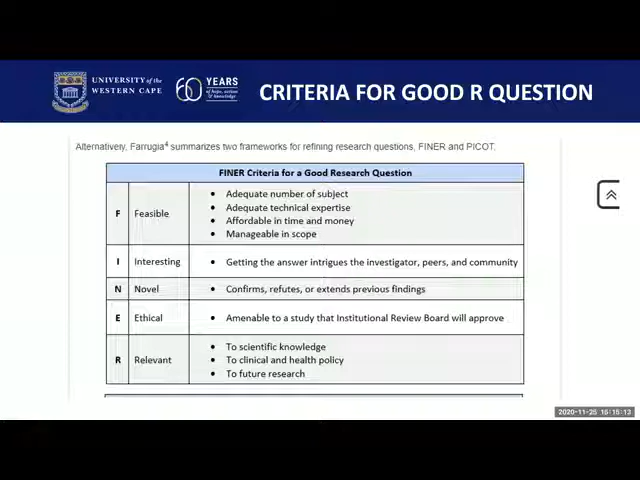 UNIVERSITY of the
WESTERN CAPE
60 YEARS
of hope, action
& knowledge
CRITERIA FOR GOOD R QUESTION
Alternatively, Farrugia4 summarizes two frameworks for refining research questions, FINER and PICOT.
FINER Criteria for a Good Research Question
F Feasible
• Adequate number of subject
• Adequate technical expertise
• Affordable in time and money
• Manageable in scope
I Interesting • Getting the answer intrigues the investigator, peers, and community
N Novel • Confirms, refutes, or extends previous findings
E Ethical • Amenable to a study that Institutional Review Board will approve
R Relevant
• To scientific knowledge
• To clinical and health policy
• To future research
2020-11-25 15:15:13